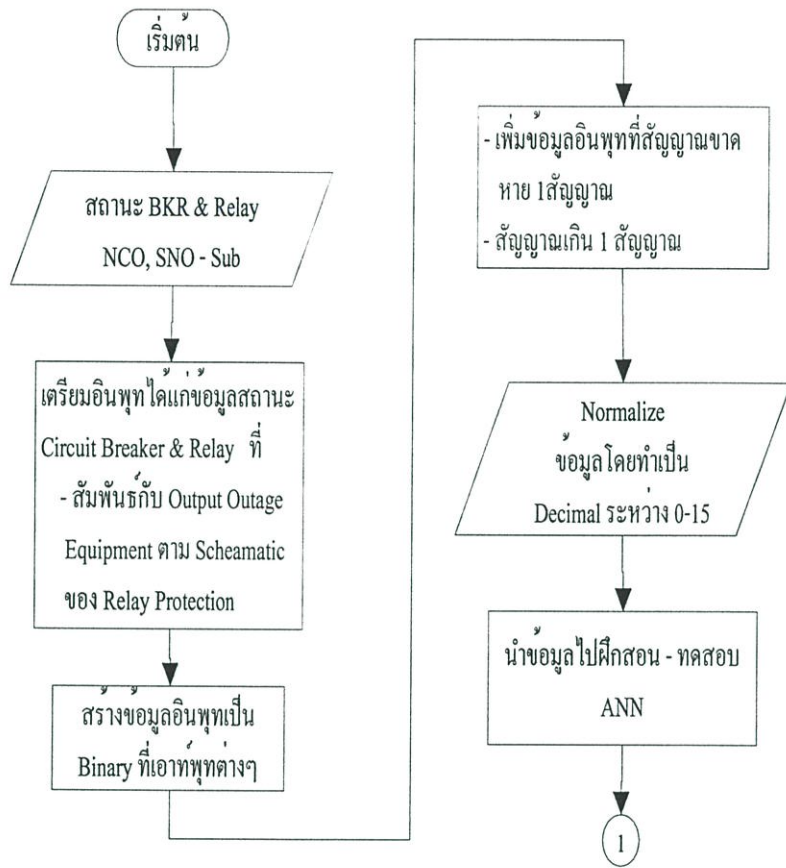 เริ่มต้น
สถานะ BKR & Relay
NCO, SNO - Sub
เตรียมอินพุทได้แก่ข้อมูลสถานะ
Circuit Breaker & Relay ที่
- สัมพันธ์กับ Output Outage
Equipment ตาม Scheamatic
ของ Relay Protection
สร้างข้อมูลอินพุทเป็น
Binary ที่เอาท์พุทต่างๆ
- เพิ่มข้อมูลอินพุทที่สัญญาณขาด
หาย 1สัญญาณ
- สัญญาณเกิน 1 สัญญาณ
Normalize
ข้อมูลโดยทำเป็น
Decimal ระหว่าง 0-15
นำข้อมูลไปฝึกสอน - ทดสอบ
ANN
1